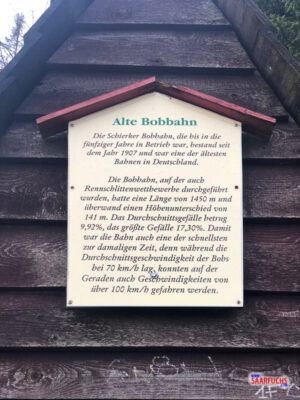 Alte Bobbahn
Die Schierker Bobbahn, die bis in die
fünfziger Jahre in Betrieb war, bestand seit
dem Jahr 1907 und war eine der ältesten
Bahnen in Deutschland.
Die Bobbahn, auf der auch
Rennschlittenwettbewerbe durchgeführt
wurden, hatte eine Länge von 1450 m und
überwand einen Höhenunterschied von
141 m. Das Durchschnittsgefälle betrug
9,92%, das größte Gefälle 17,30%. Damit
war die Bahn auch eine der schnellsten
zur damaligen Zeit, denn während die
Durchschnittsgeschwindigkeit der Bobs
bei 70 km/h lag, konnten auf der
Geraden auch Geschwindigkeiten von
über 100 km/h gefahren werden.
SAARFUCHS